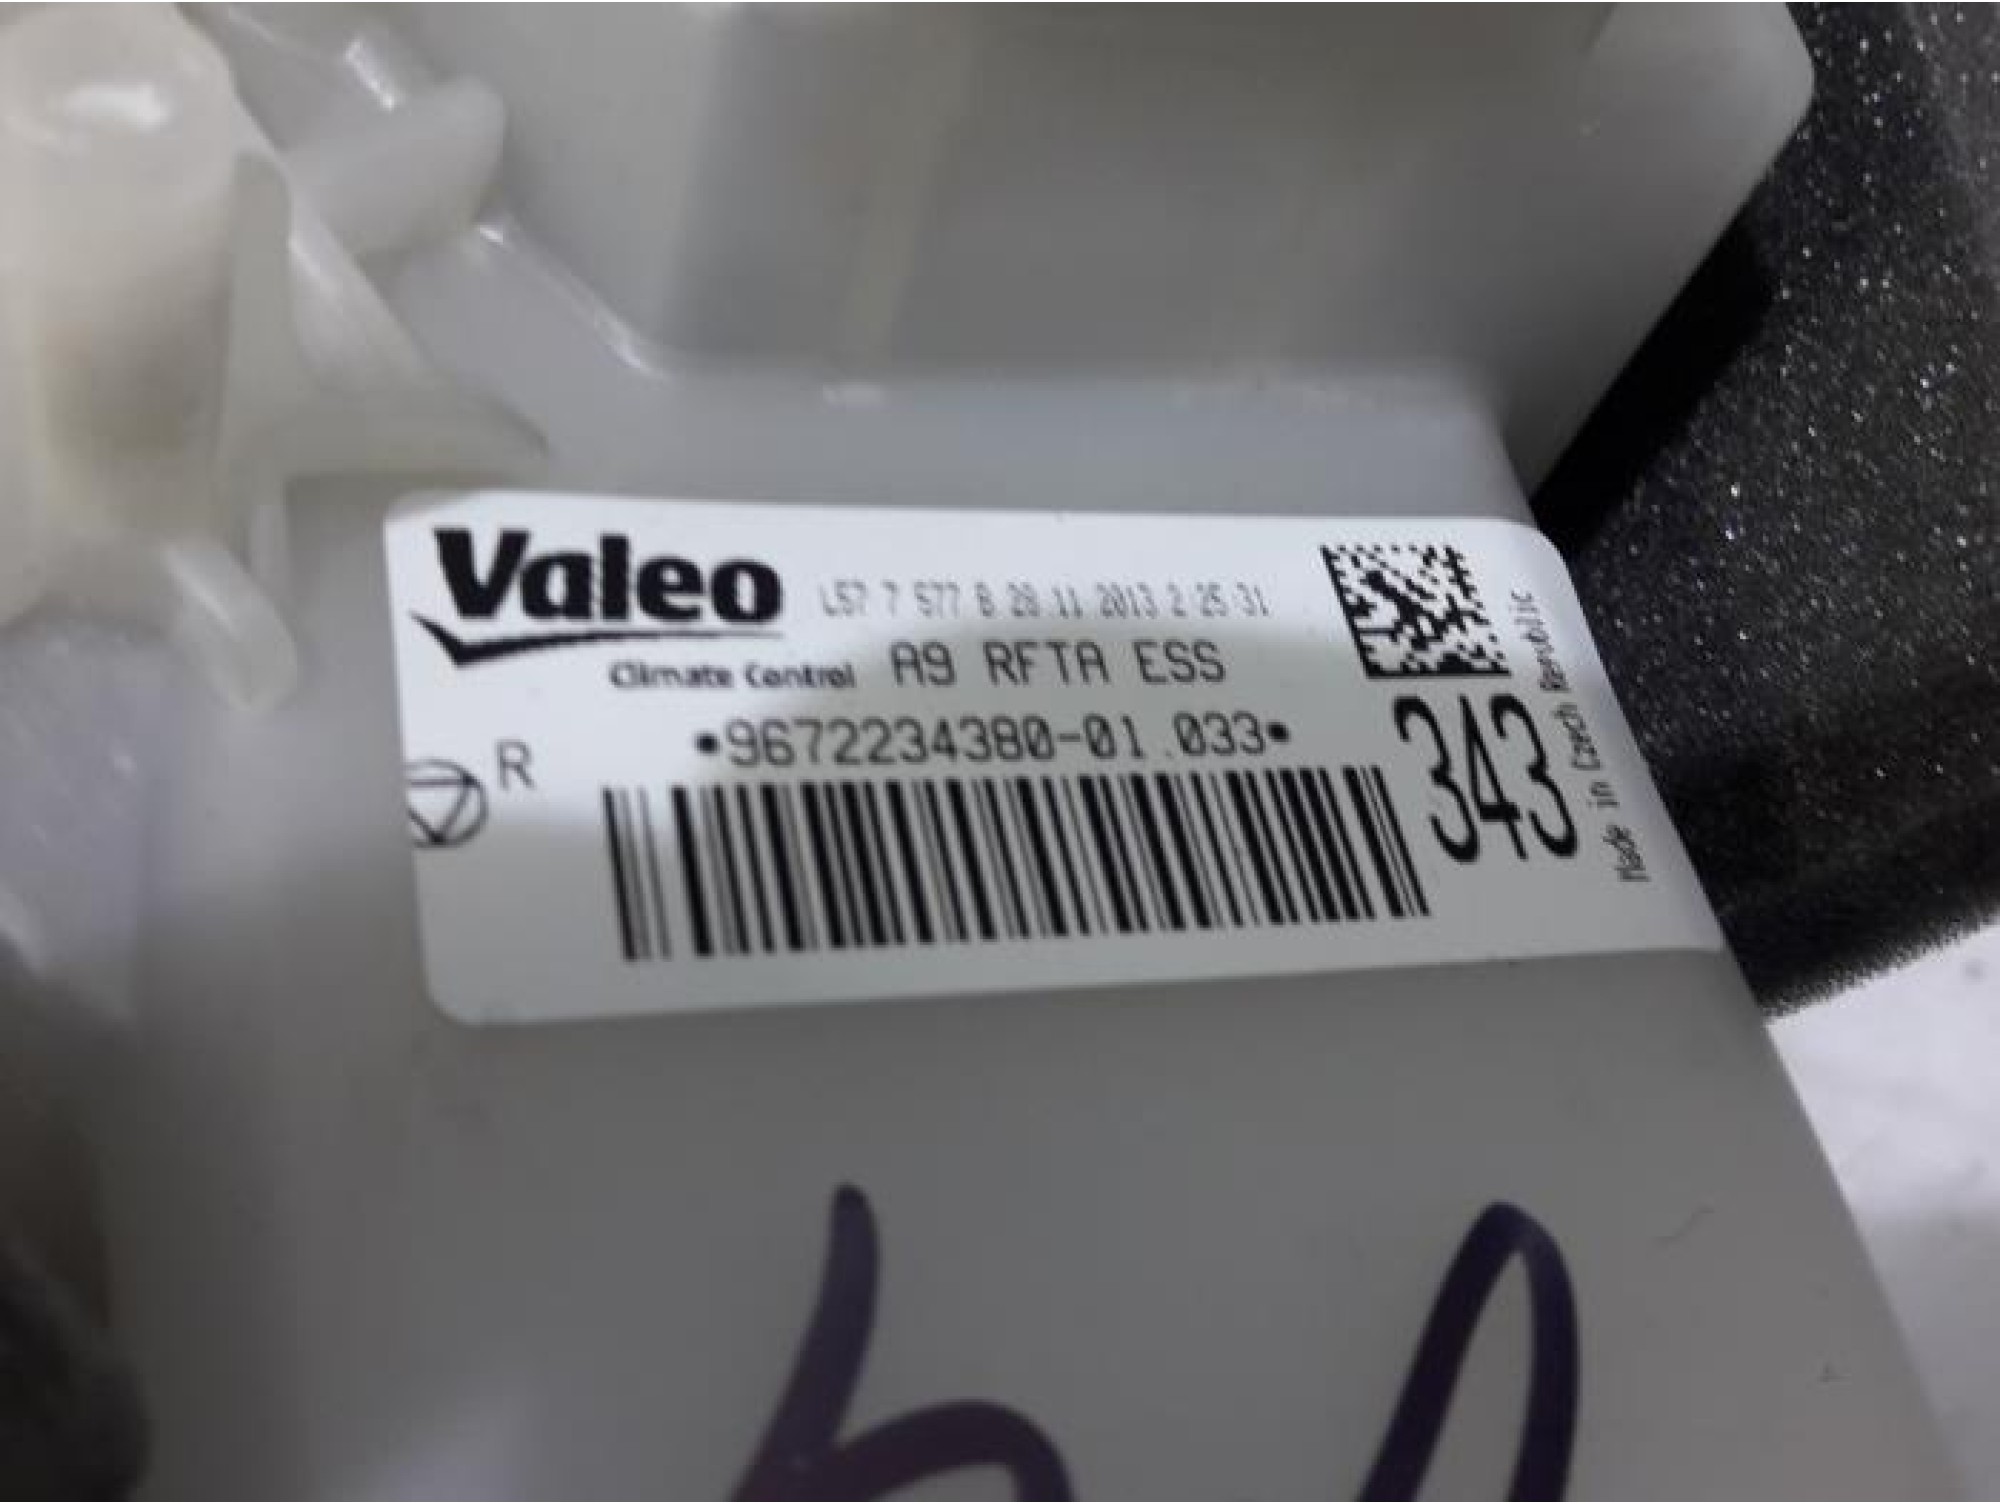 Valeo
L57 7 577 6 28.11.2013 2:25:31
Climate Control A9 RFTA ESS
•9672234380-01.033•
R
343
Made in Czech Republic